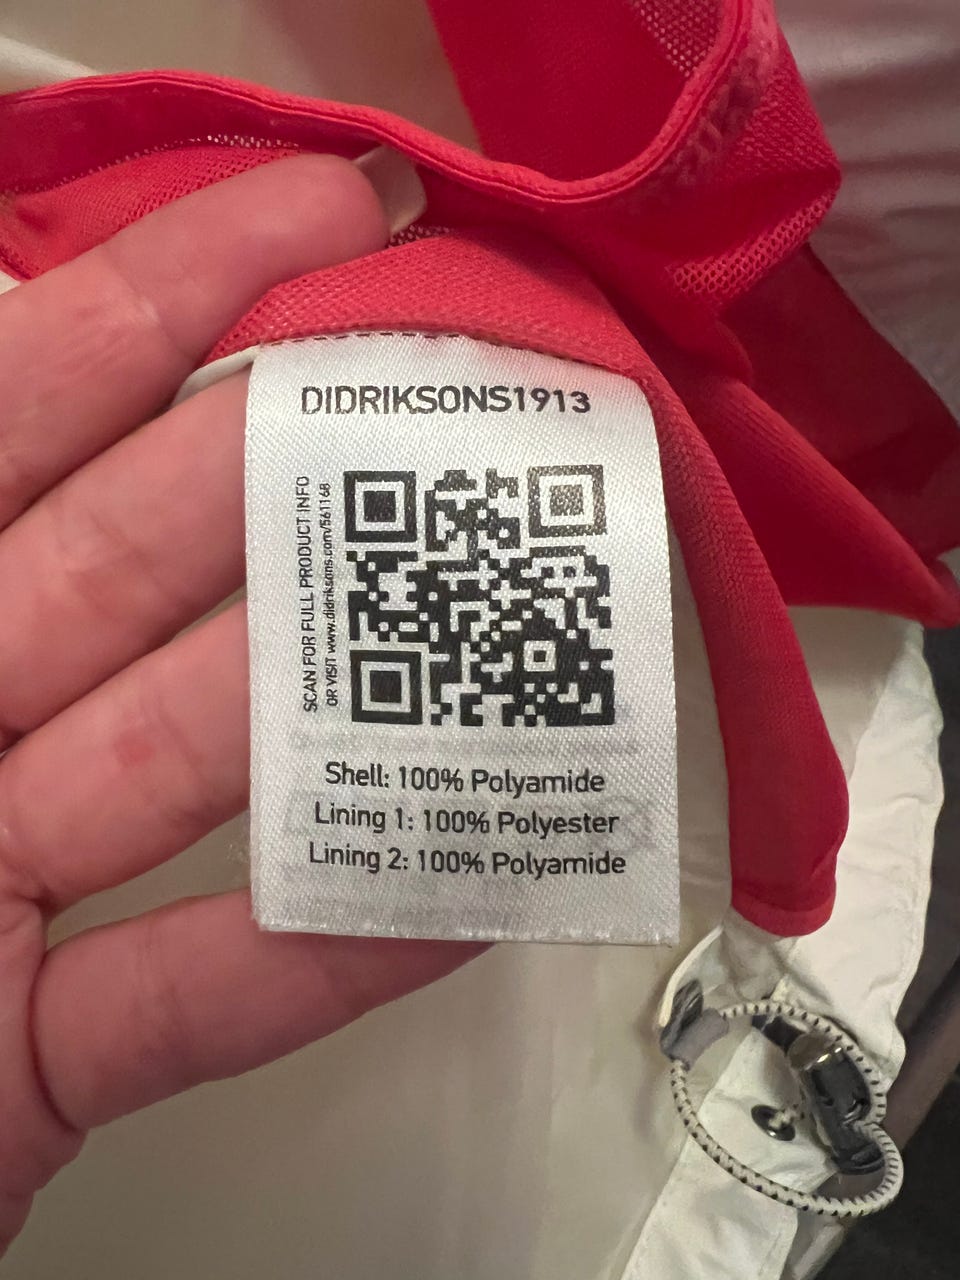 DIDRIKSONS1913
SCAN FOR FULL PRODUCT INFO
OR VISIT www.didriksons.com/561168
Shell: 100% Polyamide
Lining 1: 100% Polyester
Lining 2: 100% Polyamide